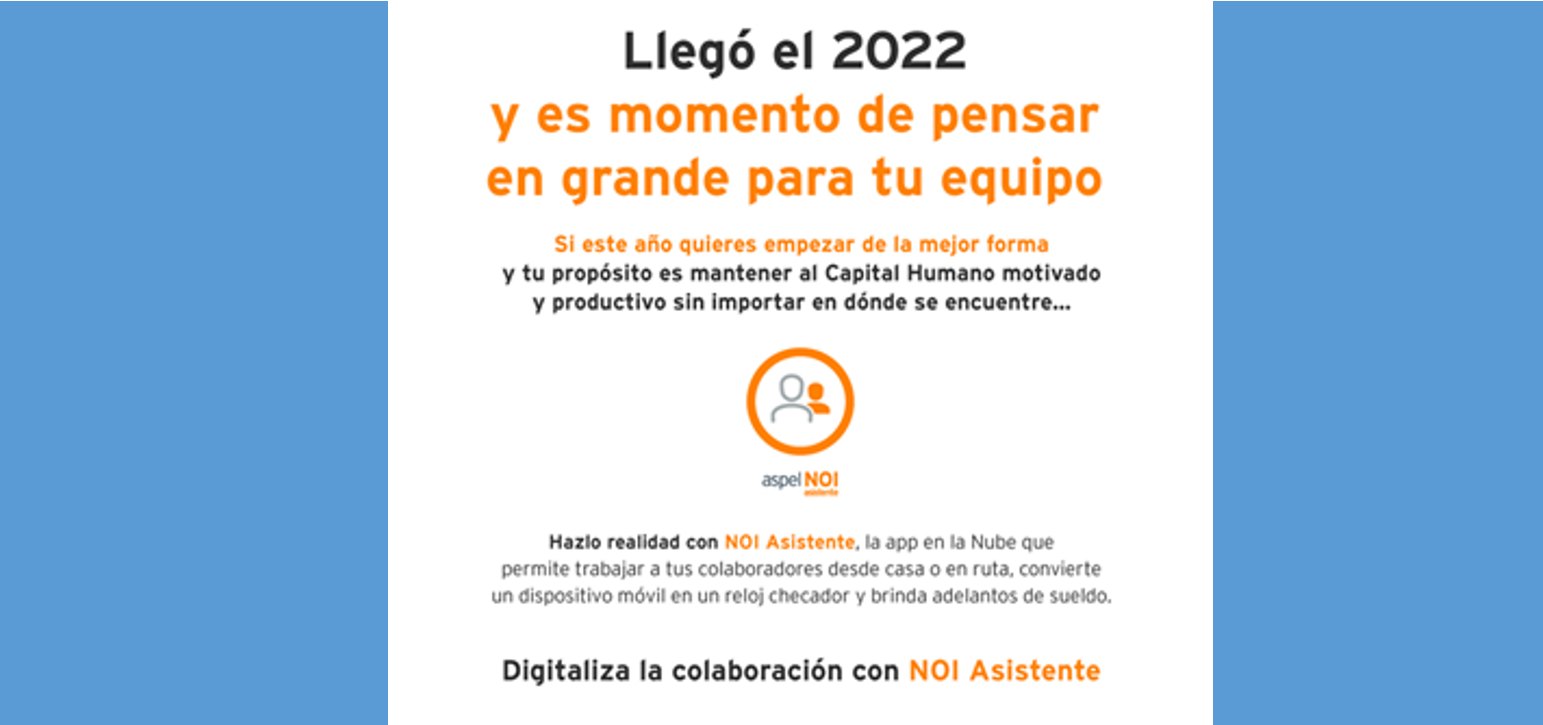 Llegó el 2022
y es momento de pensar
en grande para tu equipo
Si este año quieres empezar de la mejor forma
y tu propósito es mantener al Capital Humano motivado
y productivo sin importar en dónde se encuentre...
aspel NOI
asistente
Hazlo realidad con NOI Asistente, la app en la Nube que
permite trabajar a tus colaboradores desde casa o en ruta, convierte
un dispositivo móvil en un reloj checador y brinda adelantos de sueldo.
Digitaliza la colaboración con NOI Asistente